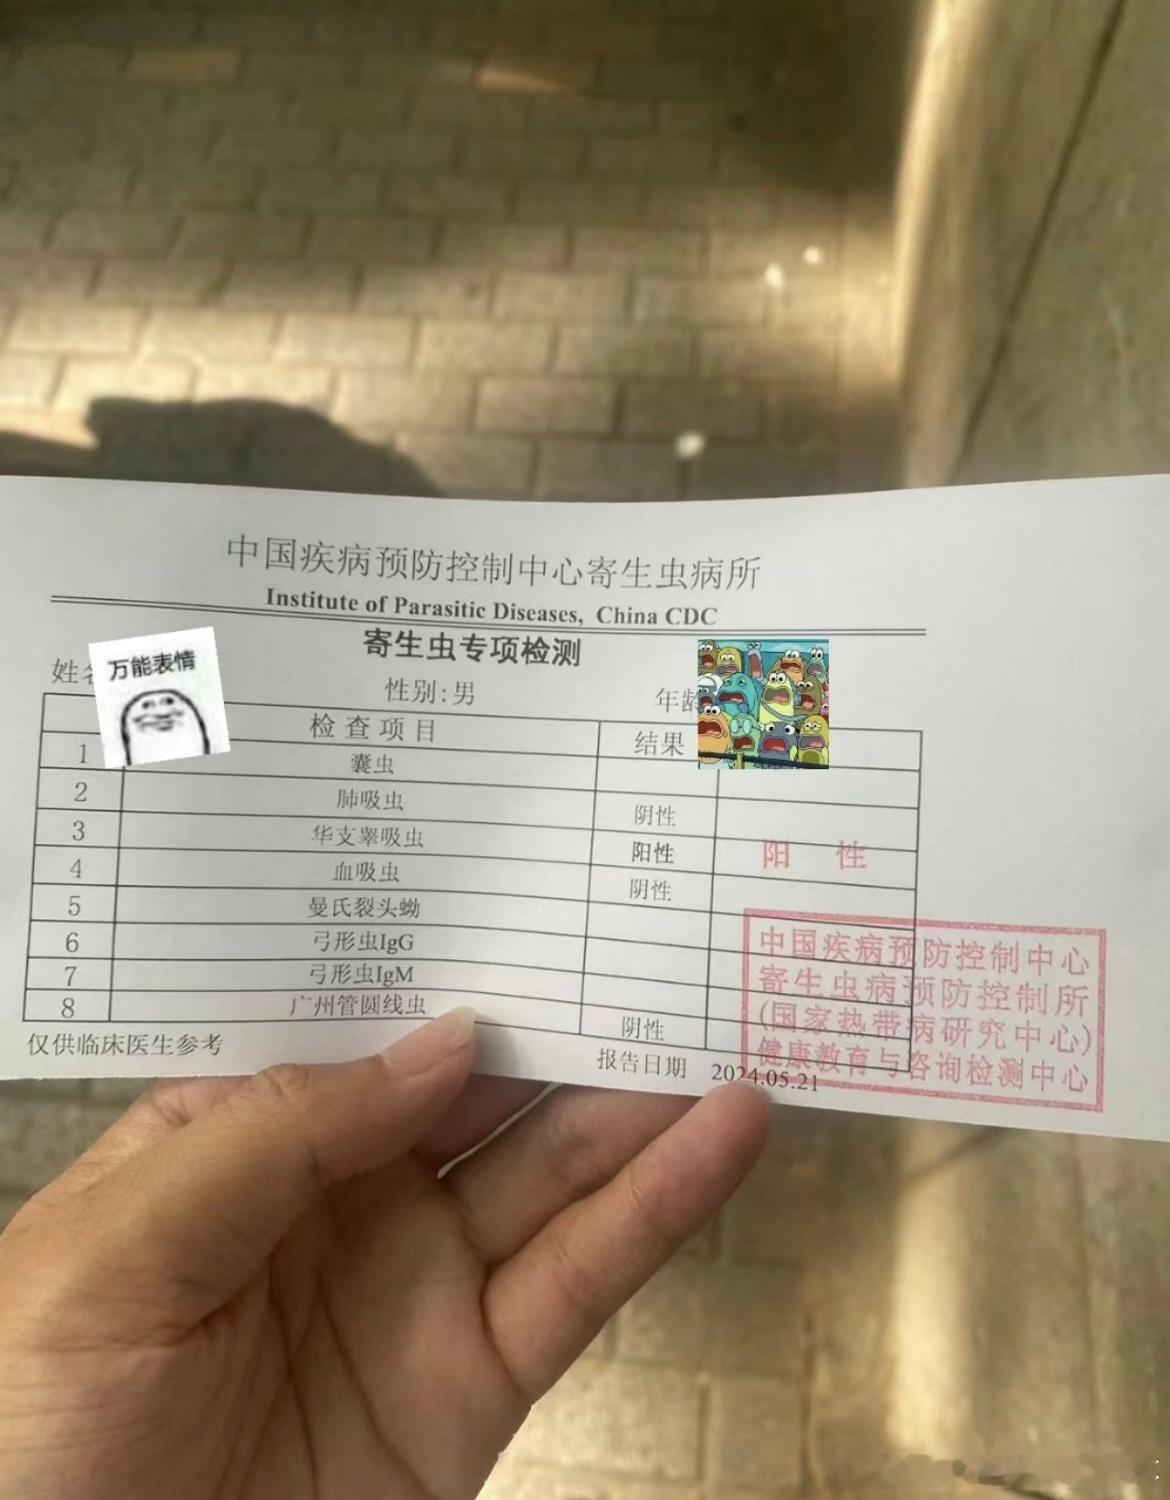 中国疾病预防控制中心寄生虫病所
Institute of Parasitic Diseases, China CDC
寄生虫专项检测
万能表情
姓 性别:男 年龄
检查项目 结果
1 囊虫
2 肺吸虫 阴性
3 华支睾吸虫 阳性 阳 性
4 血吸虫 阴性
5 曼氏裂头蚴
6 弓形虫IgG
7 弓形虫IgM
8 广州管圆线虫 阴性
仅供临床医生参考 报告日期 2024.05.21
中国疾病预防控制中心
寄生虫病预防控制所
(国家热带病研究中心)
健康教育与咨询检测中心